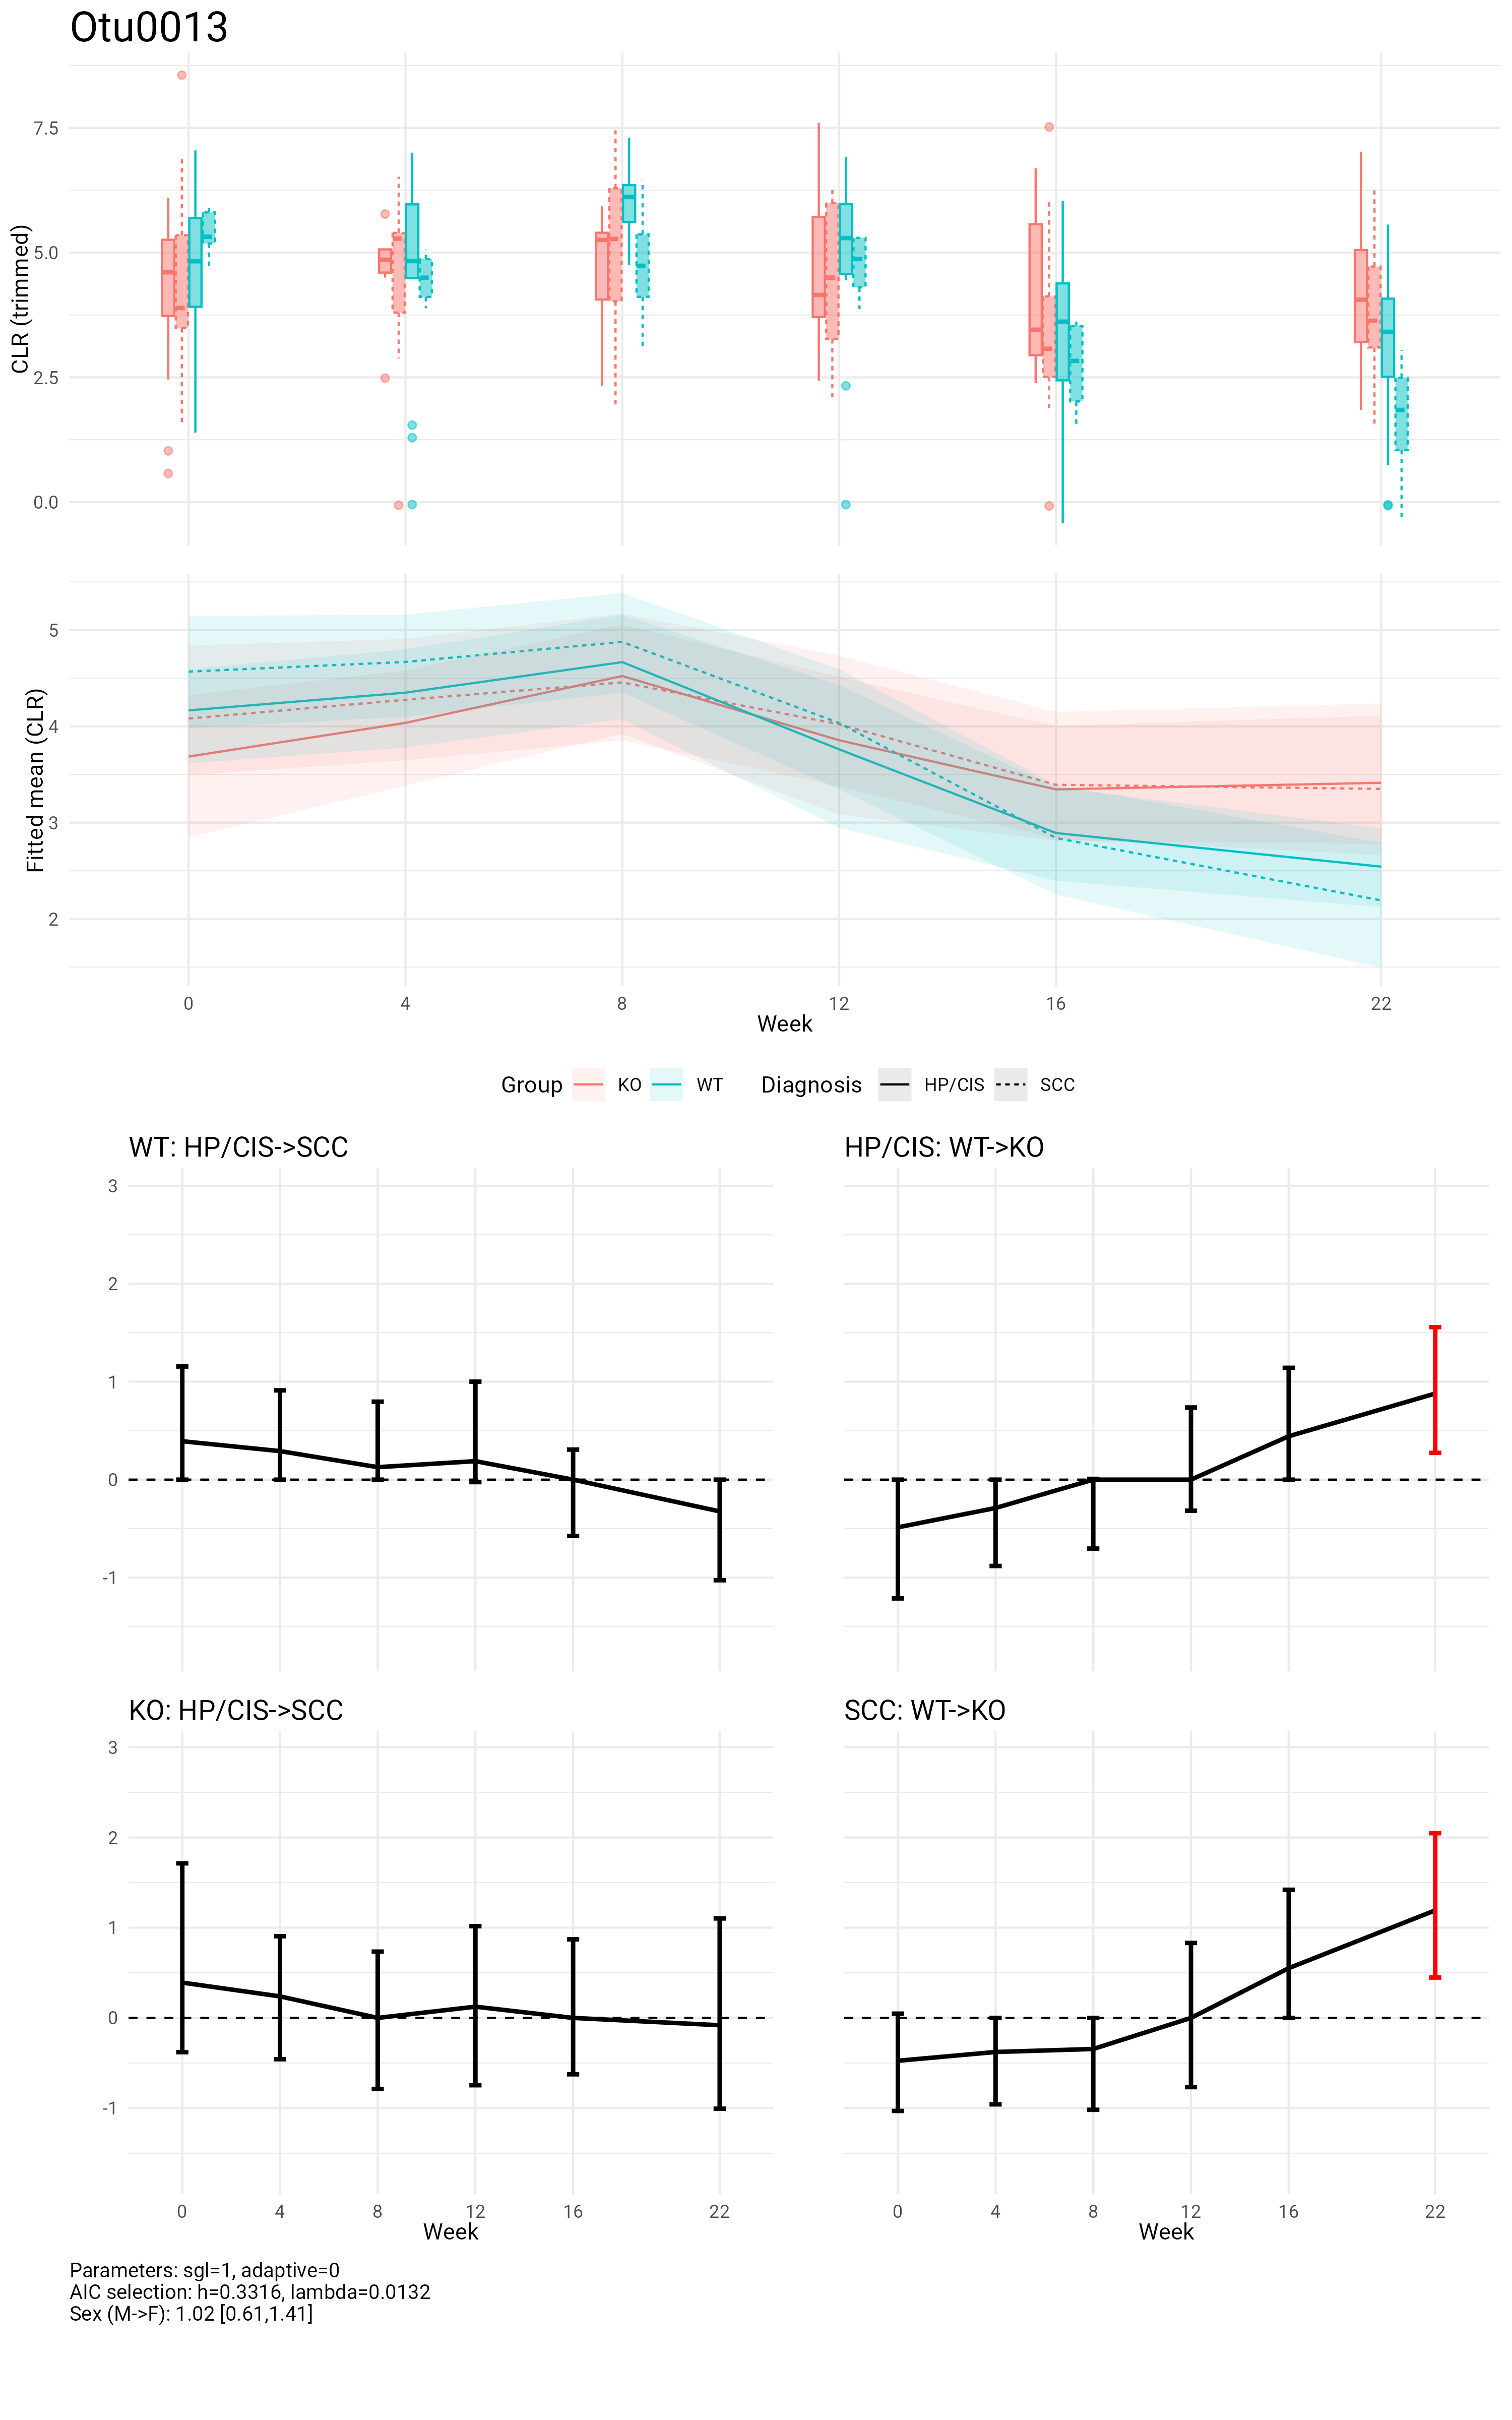 Otu0013
CLR (trimmed)
7.5
5.0
2.5
0.0
Fitted mean (CLR)
5
4
3
2
0 4 8 12 16 22
Week
Group KO WT Diagnosis HP/CIS SCC
WT: HP/CIS->SCC HP/CIS: WT->KO
3
2
1
0
-1
KO: HP/CIS->SCC SCC: WT->KO
3
2
1
0
-1
0 4 8 12 16 22 0 4 8 12 16 22
Week Week
Parameters: sgl=1, adaptive=0
AIC selection: h=0.3316, lambda=0.0132
Sex (M->F): 1.02 [0.61,1.41]